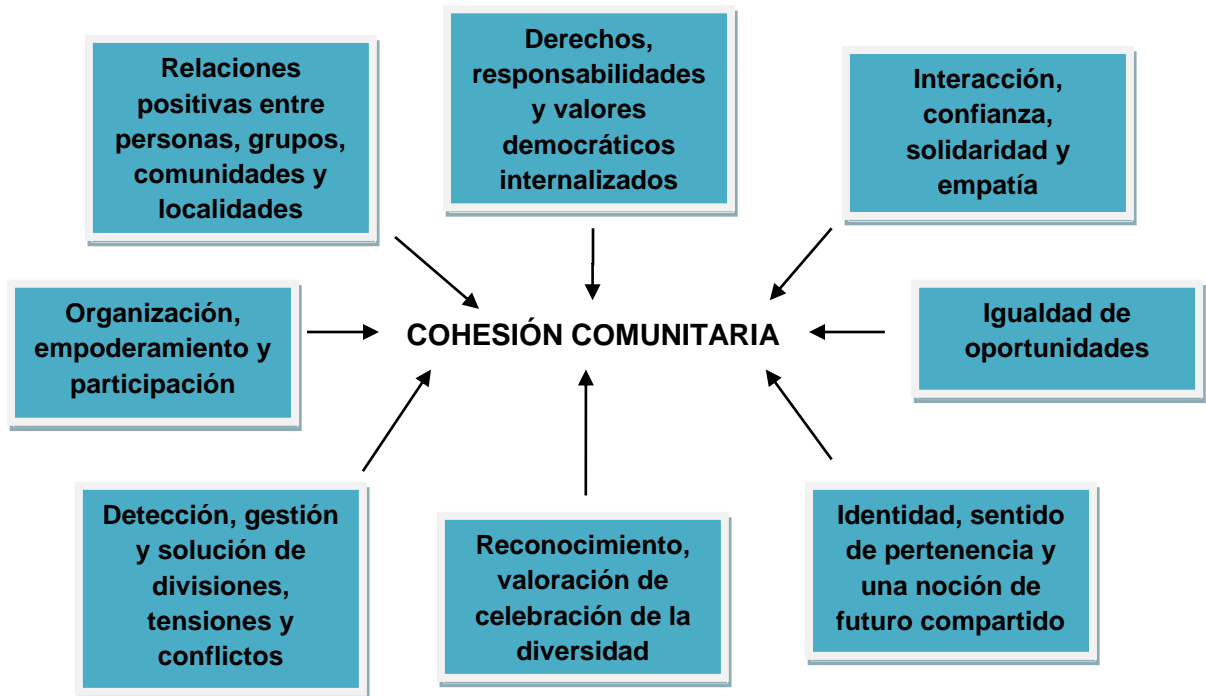 Relaciones
positivas entre
personas, grupos,
comunidades y
localidades
Derechos,
responsabilidades
y valores
democráticos
internalizados
Interacción,
confianza,
solidaridad y
empatía
Organización,
empoderamiento y
participación
COHESIÓN COMUNITARIA
Igualdad de
oportunidades
Detección, gestión
y solución de
divisiones,
tensiones y
conflictos
Reconocimiento,
valoración de
celebración de la
diversidad
Identidad, sentido
de pertenencia y
una noción de
futuro compartido